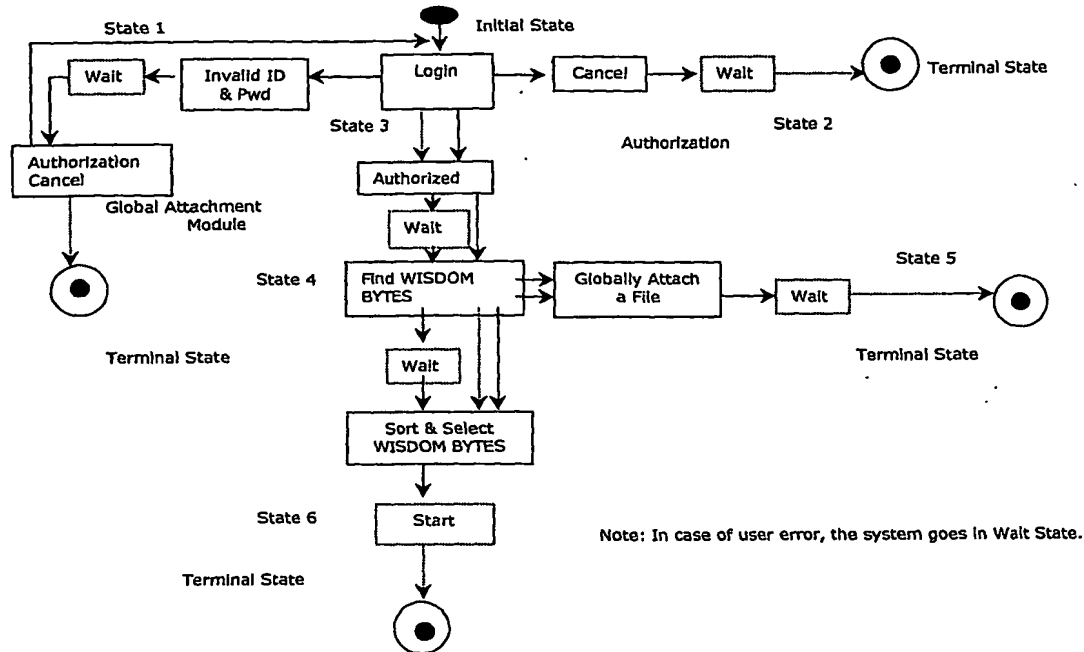 State 1
Initial State
Wait
Invalid ID
& Pwd
Login
Cancel
Wait
Terminal State
State 3
State 2
Authorization
Authorization
Cancel
Authorized
Global Attachment
Module
Wait
State 4
Find WISDOM
BYTES
Globally Attach
a File
Wait
State 5
Terminal State
Wait
Terminal State
Sort & Select
WISDOM BYTES
State 6
Start
Note: In case of user error, the system goes in Wait State.
Terminal State